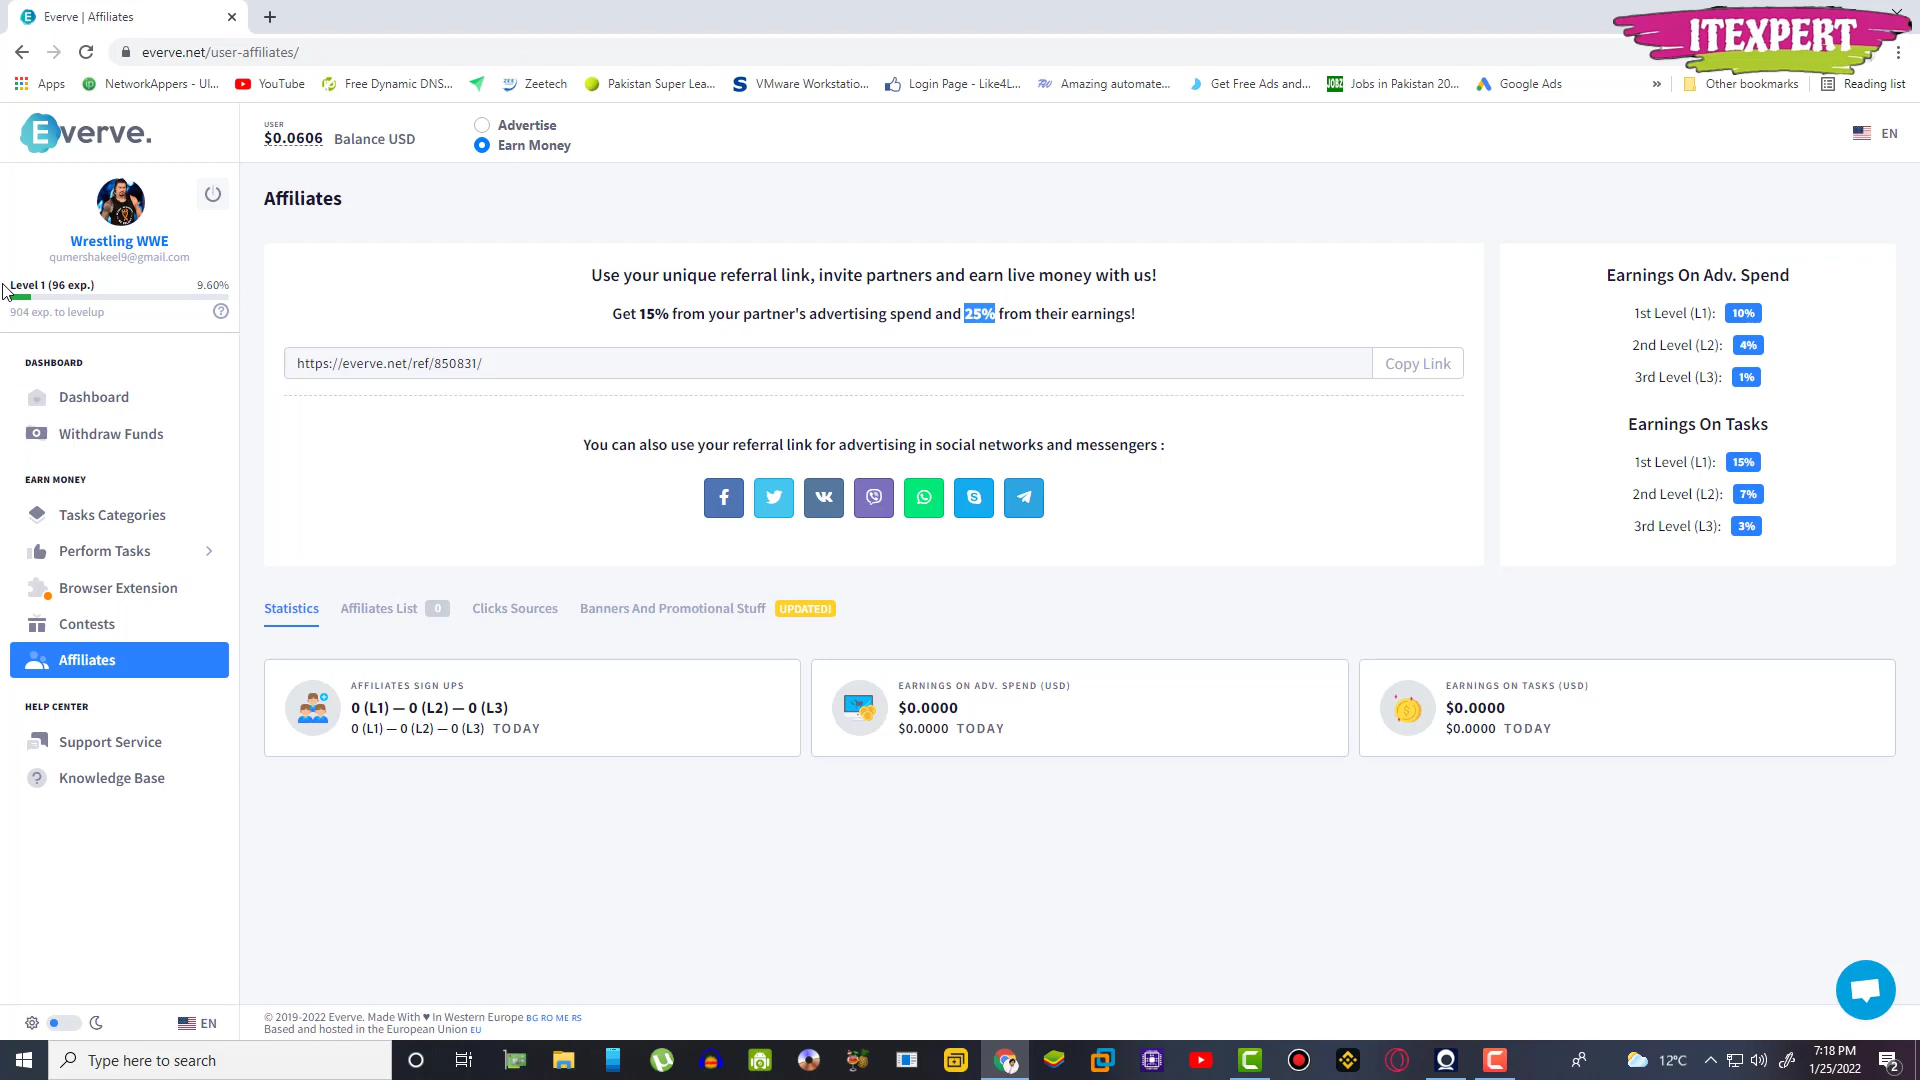 Everve | Affiliates
ITEXPERT
everve.net/user-affiliates/
Apps
NetworkAppers - Ul...
YouTube
Free Dynamic DNS...
Zeetech
Pakistan Super Lea...
VMware Workstatio...
Login Page - Like4L...
Amazing automate...
Get Free Ads and...
JOBZ
Jobs in Pakistan 20...
Google Ads
»
Other bookmarks
Reading list
Everve.
USER
$0.0606 Balance USD
Advertise
Earn Money
EN
Wrestling WWE
qumershakeel9@gmail.com
Level 1 (96 exp.) 9.60%
904 exp. to levelup
DASHBOARD
Dashboard
Withdraw Funds
EARN MONEY
Tasks Categories
Perform Tasks
Browser Extension
Contests
Affiliates
HELP CENTER
Support Service
Knowledge Base
EN
Affiliates
Use your unique referral link, invite partners and earn live money with us!
Get 15% from your partner's advertising spend and 25% from their earnings!
https://everve.net/ref/850831/
Copy Link
You can also use your referral link for advertising in social networks and messengers :
Earnings On Adv. Spend
1st Level (L1): 10%
2nd Level (L2): 4%
3rd Level (L3): 1%
Earnings On Tasks
1st Level (L1): 15%
2nd Level (L2): 7%
3rd Level (L3): 3%
Statistics
Affiliates List 0
Clicks Sources
Banners And Promotional Stuff UPDATED!
AFFILIATES SIGN UPS
0 (L1) — 0 (L2) — 0 (L3)
0 (L1) — 0 (L2) — 0 (L3) TODAY
EARNINGS ON ADV. SPEND (USD)
$0.0000
$0.0000 TODAY
EARNINGS ON TASKS (USD)
$0.0000
$0.0000 TODAY
© 2019-2022 Everve. Made With ♥ In Western Europe BG RO ME RS
Based and hosted in the European Union EU
Type here to search
12°C
7:18 PM
1/25/2022
2